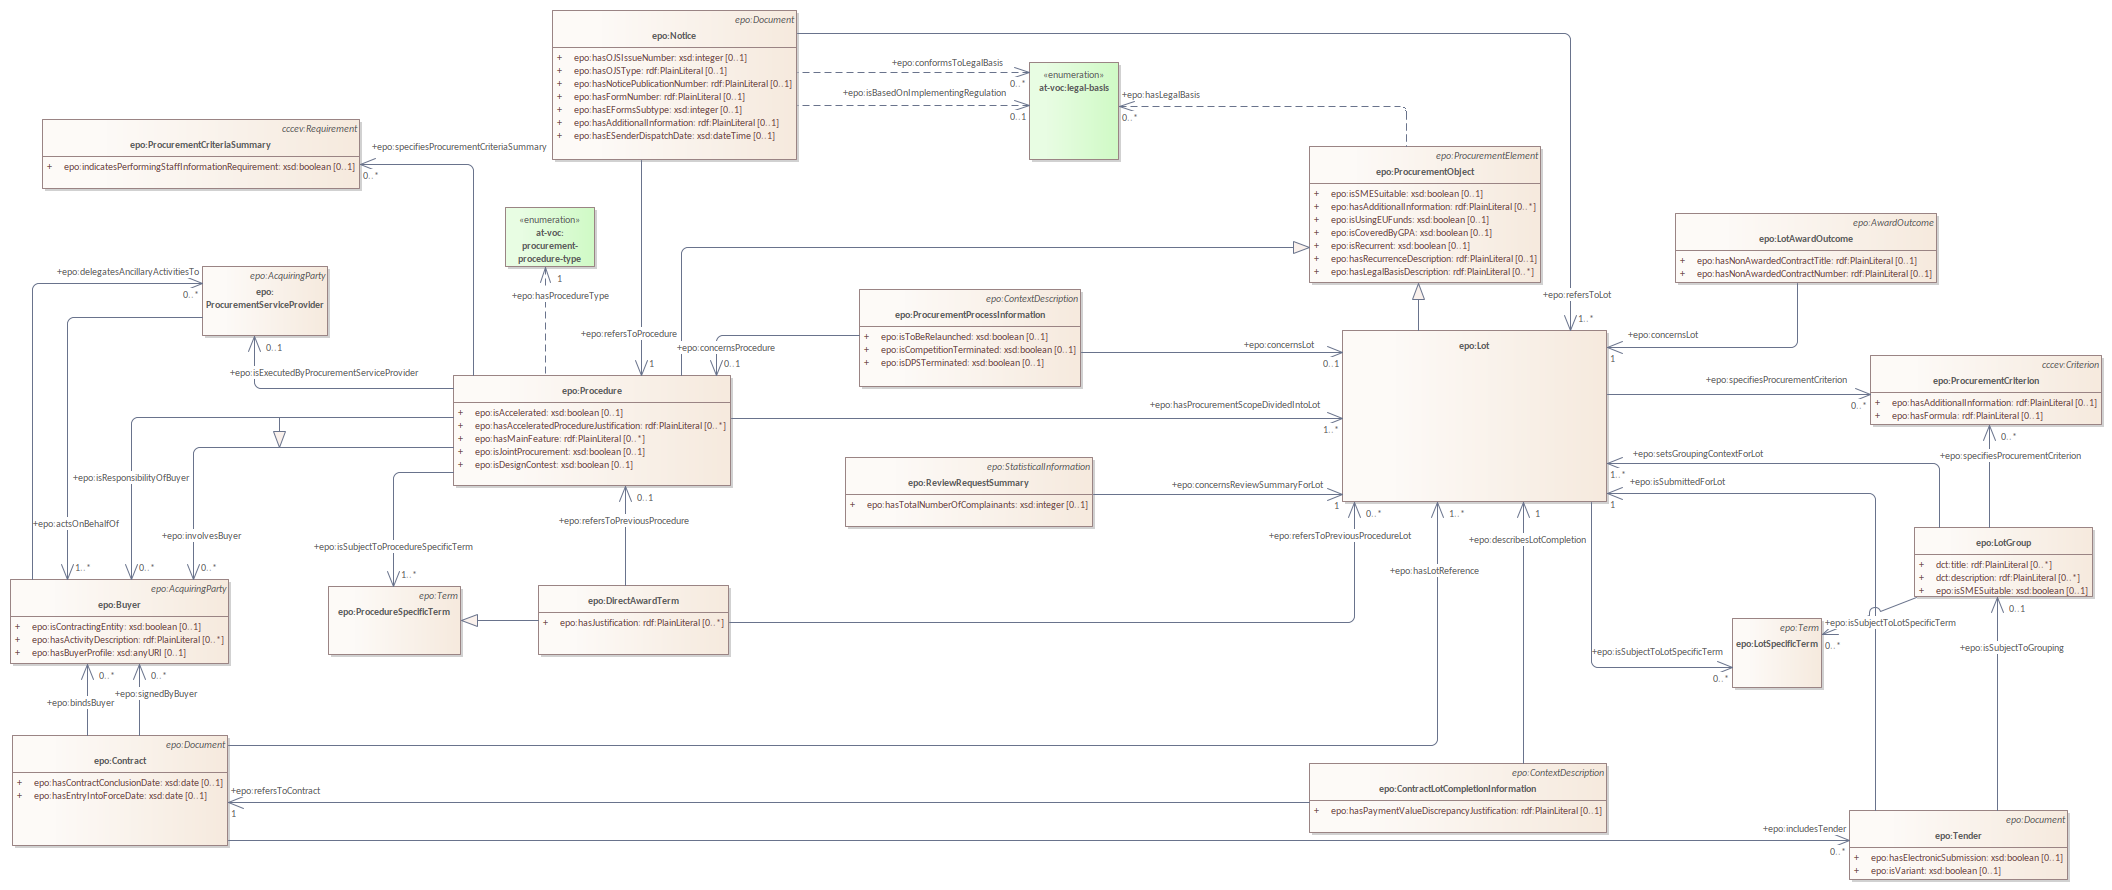 epo:Document
epo:Notice
+ epo:hasOJSIssueNumber: xsd:integer [0..1]
+ epo:hasOJSType: rdf:PlainLiteral [0..1]
+ epo:hasNoticePublicationNumber: rdf:PlainLiteral [0..1]
+ epo:hasFormNumber: rdf:PlainLiteral [0..1]
+ epo:hasEFormsSubtype: xsd:integer [0..1]
+ epo:hasAdditionalInformation: rdf:PlainLiteral [0..1]
+ epo:hasESenderDispatchDate: xsd:dateTime [0..1]
+epo:conformsToLegalBasis
0..*
+epo:isBasedOnImplementingRegulation
0..1
«enumeration»
at-voc:legal-basis
+epo:hasLegalBasis
0..*
cccev:Requirement
epo:ProcurementCriteriaSummary
+ epo:indicatesPerformingStaffInformationRequirement: xsd:boolean [0..1]
+epo:specifiesProcurementCriteriaSummary
0..*
epo:ProcurementElement
epo:ProcurementObject
+ epo:isSMESuitable: xsd:boolean [0..1]
+ epo:hasAdditionalInformation: rdf:PlainLiteral [0..*]
+ epo:isUsingEUFunds: xsd:boolean [0..1]
+ epo:isCoveredByGPA: xsd:boolean [0..1]
+ epo:isRecurrent: xsd:boolean [0..1]
+ epo:hasRecurrenceDescription: rdf:PlainLiteral [0..1]
+ epo:hasLegalBasisDescription: rdf:PlainLiteral [0..*]
«enumeration»
at-voc:
procurement-
procedure-type
1
+epo:hasProcedureType
epo:AwardOutcome
epo:LotAwardOutcome
+ epo:hasNonAwardedContractTitle: rdf:PlainLiteral [0..1]
+ epo:hasNonAwardedContractNumber: rdf:PlainLiteral [0..1]
+epo:delegatesAncillaryActivitiesTo
0..*
epo:AcquiringParty
epo:
ProcurementServiceProvider
0..1
+epo:isExecutedByProcurementServiceProvider
epo:ContextDescription
epo:ProcurementProcessInformation
+ epo:isToBeRelaunched: xsd:boolean [0..1]
+ epo:isCompetitionTerminated: xsd:boolean [0..1]
+ epo:isDPSTerminated: xsd:boolean [0..1]
+epo:refersToProcedure
1
+epo:concernsProcedure
0..1
+epo:refersToLot
1..*
+epo:concernsLot
0..1
+epo:concernsLot
1
epo:Lot
cccev:Criterion
epo:ProcurementCriterion
+ epo:hasAdditionalInformation: rdf:PlainLiteral [0..1]
+ epo:hasFormula: rdf:PlainLiteral [0..1]
+epo:specifiesProcurementCriterion
0..*
epo:Procedure
+ epo:isAccelerated: xsd:boolean [0..1]
+ epo:hasAcceleratedProcedureJustification: rdf:PlainLiteral [0..*]
+ epo:hasMainFeature: rdf:PlainLiteral [0..*]
+ epo:isJointProcurement: xsd:boolean [0..1]
+ epo:isDesignContest: xsd:boolean [0..1]
+epo:hasProcurementScopeDividedIntoLot
1..*
0..*
+epo:specifiesProcurementCriterion
+epo:setsGroupingContextForLot
1..*
+epo:isSubmittedForLot
1
epo:StatisticalInformation
epo:ReviewRequestSummary
+ epo:hasTotalNumberOfComplainants: xsd:integer [0..1]
+epo:concernsReviewSummaryForLot
1
+epo:isResponsibilityOfBuyer
0..*
+epo:actsOnBehalfOf
1..*
+epo:involvesBuyer
0..*
0..1
+epo:refersToPreviousProcedure
+epo:isSubjectToProcedureSpecificTerm
1..*
0..*
+epo:refersToPreviousProcedureLot
1..*
+epo:hasLotReference
1
+epo:describesLotCompletion
epo:LotGroup
+ dct:title: rdf:PlainLiteral [0..*]
+ dct:description: rdf:PlainLiteral [0..*]
+ epo:isSMESuitable: xsd:boolean [0..1]
epo:AcquiringParty
epo:Buyer
+ epo:isContractingEntity: xsd:boolean [0..1]
+ epo:hasActivityDescription: rdf:PlainLiteral [0..*]
+ epo:hasBuyerProfile: xsd:anyURI [0..1]
epo:Term
epo:ProcedureSpecificTerm
epo:DirectAwardTerm
+ epo:hasJustification: rdf:PlainLiteral [0..*]
epo:Term
epo:LotSpecificTerm
+epo:isSubjectToLotSpecificTerm
0..*
+epo:isSubjectToLotSpecificTerm
0..*
0..1
+epo:isSubjectToGrouping
0..*
+epo:bindsBuyer
0..*
+epo:signedByBuyer
epo:Document
epo:Contract
+ epo:hasContractConclusionDate: xsd:date [0..1]
+ epo:hasEntryIntoForceDate: xsd:date [0..1]
+epo:refersToContract
1
epo:ContextDescription
epo:ContractLotCompletionInformation
+ epo:hasPaymentValueDiscrepancyJustification: rdf:PlainLiteral [0..1]
+epo:includesTender
0..*
epo:Document
epo:Tender
+ epo:hasElectronicSubmission: xsd:boolean [0..1]
+ epo:isVariant: xsd:boolean [0..1]